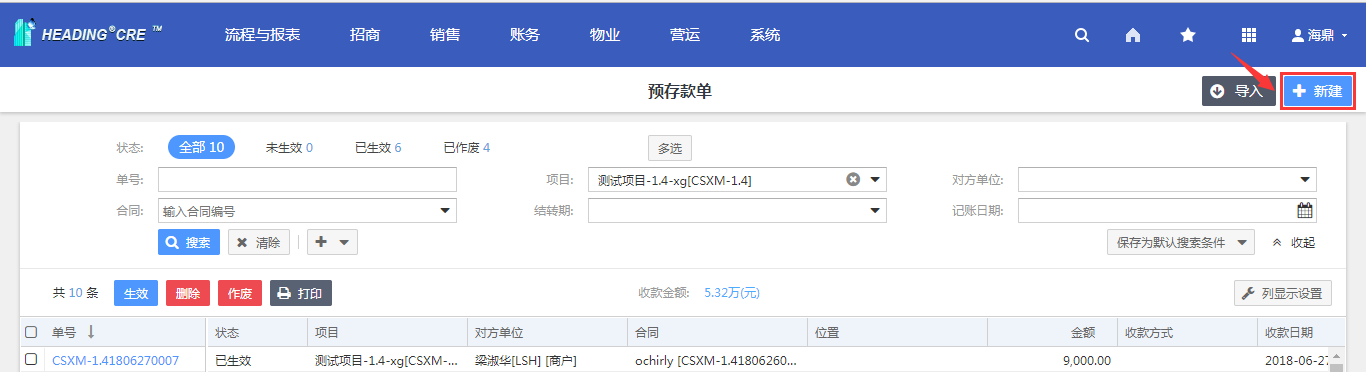 HEADING®CRE ™ 流程与报表 招商 销售 账务 物业 营运 系统 海鼎
预存款单 导入 新建
状态: 全部 10 未生效 0 已生效 6 已作废 4 多选
单号: 项目: 测试项目-1.4-xg[CSXM-1.4] 对方单位:
合同: 输入合同编号 结转期: 记账日期:
搜索 清除 保存为默认搜索条件 收起
共 10 条 生效 删除 作废 打印 收款金额: 5.32万(元) 列显示设置
单号 状态 项目 对方单位 合同 位置 金额 收款方式 收款日期
CSXM-1.41806270007 已生效 测试项目-1.4-xg[CSXM-... 梁淑华[LSH] [商户] ochirly [CSXM-1.41806260... 9,000.00 2018-06-27